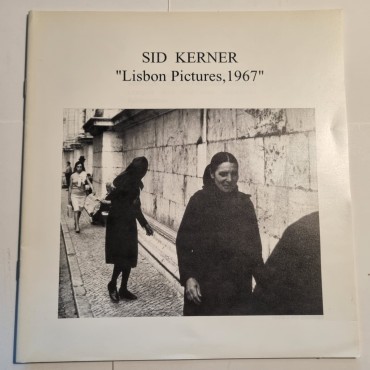 SID KERNER
"Lisbon Pictures,1967"